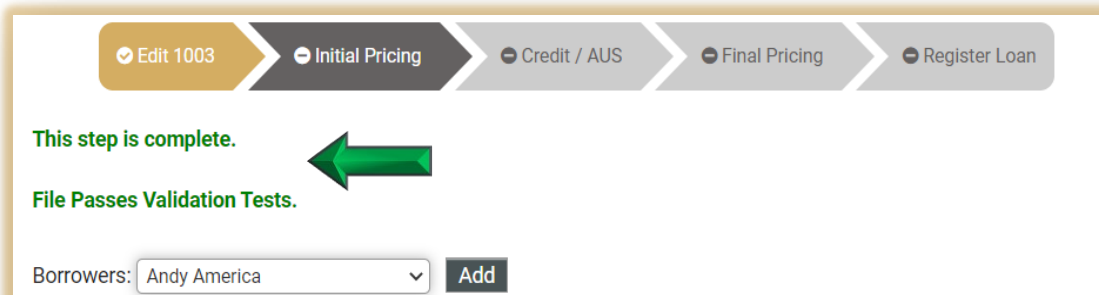 Edit 1003 Initial Pricing Credit / AUS Final Pricing Register Loan
This step is complete.
File Passes Validation Tests.
Borrowers: Andy America Add